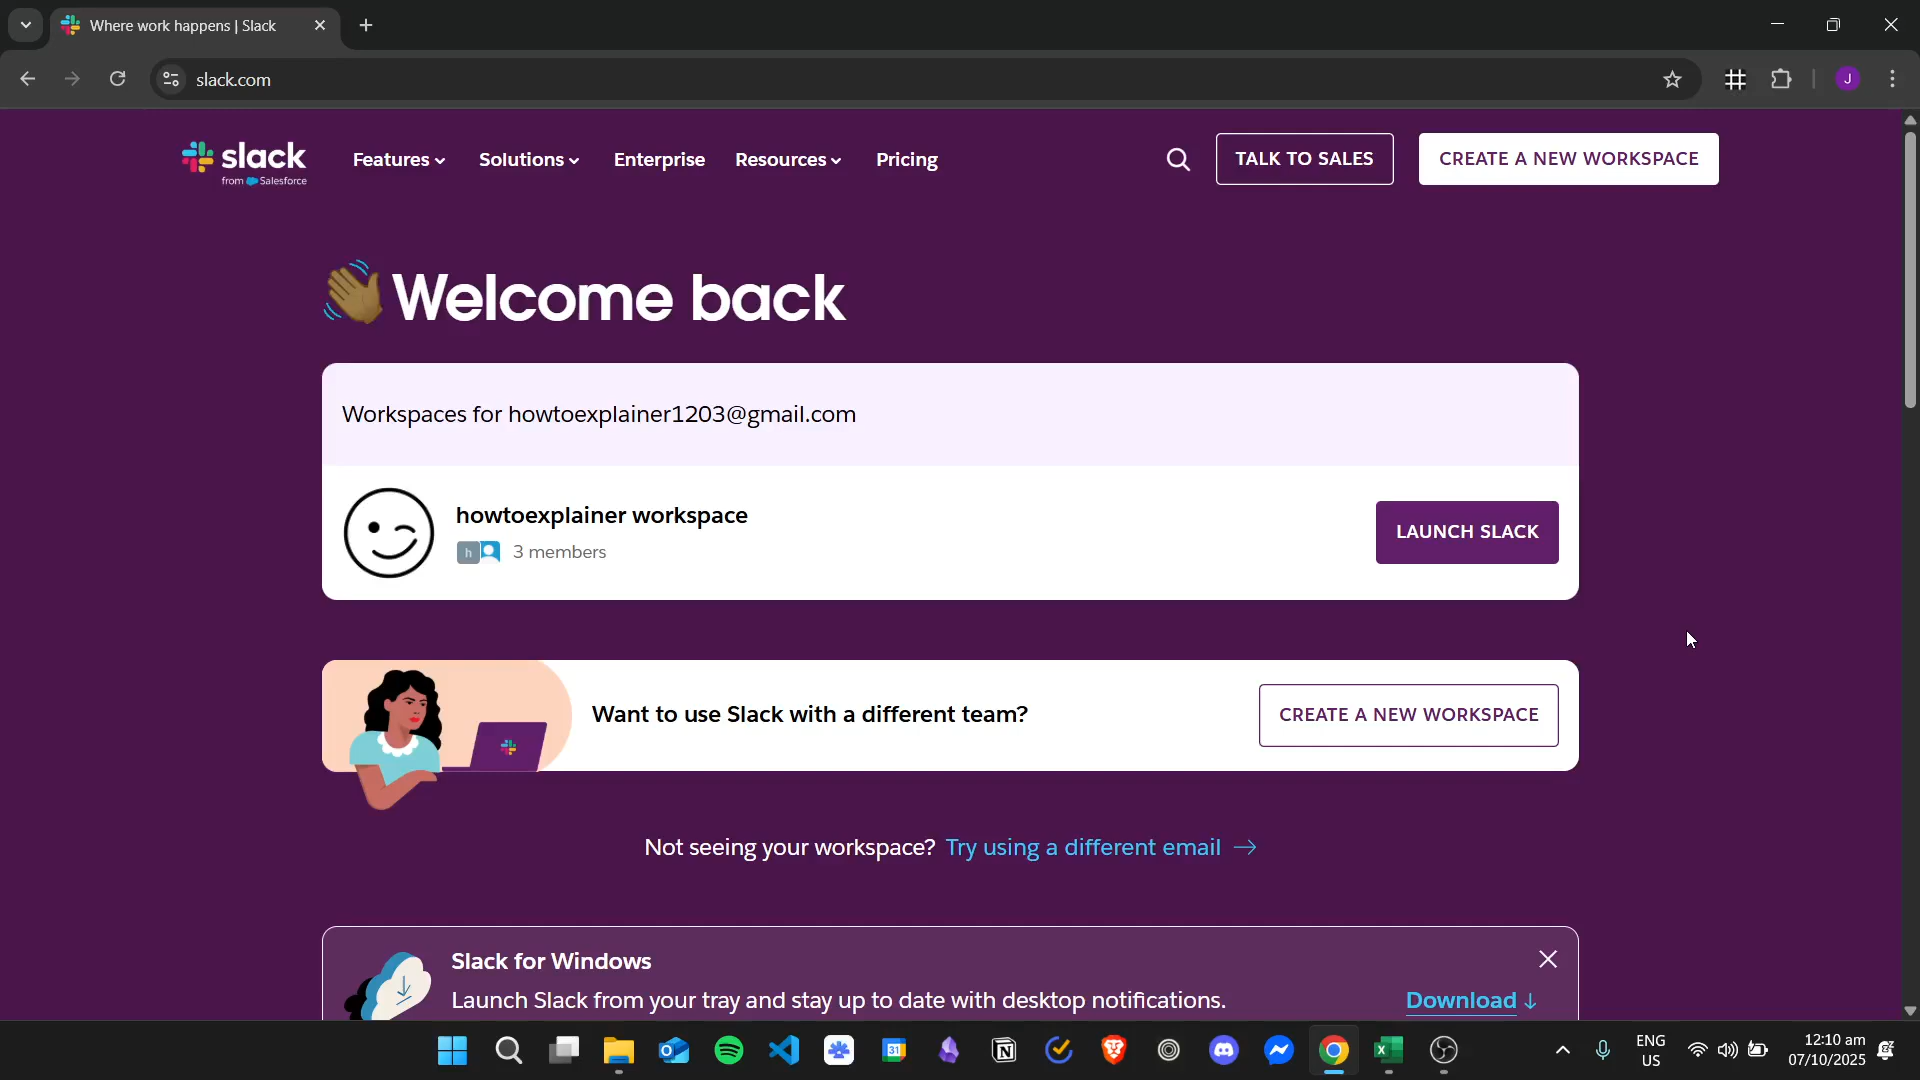 Where work happens | Slack
slack.com
slack
from Salesforce
Features
Solutions
Enterprise
Resources
Pricing
TALK TO SALES
CREATE A NEW WORKSPACE
J
Welcome back
Workspaces for howtoexplainer1203@gmail.com
howtoexplainer workspace
h
3 members
LAUNCH SLACK
Want to use Slack with a different team?
CREATE A NEW WORKSPACE
Not seeing your workspace? Try using a different email →
Slack for Windows
Launch Slack from your tray and stay up to date with desktop notifications.
Download ↓
31
ENG
US
12:10 am
07/10/2025